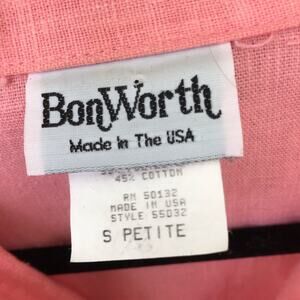 BonWorth
Made In The USA
45% COTTON
RN 50132
MADE IN USA
STYLE 55032
S PETITE